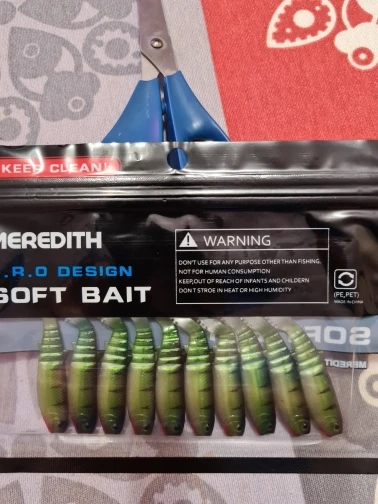 KEEP CLEAN!
MEREDITH
.R.O DESIGN
SOFT BAIT
WARNING
DON'T USE FOR ANY PURPOSE OTHER THAN FISHING.
NOT FOR HUMAN CONSUMPTION
KEEP,OUT OF REACH OF INFANTS AND CHILDERN
DON T STROE IN HEAT OR HIGH HUMIDITY
(PE,PET)
MADE IN CHINA
SOF
MEREDI